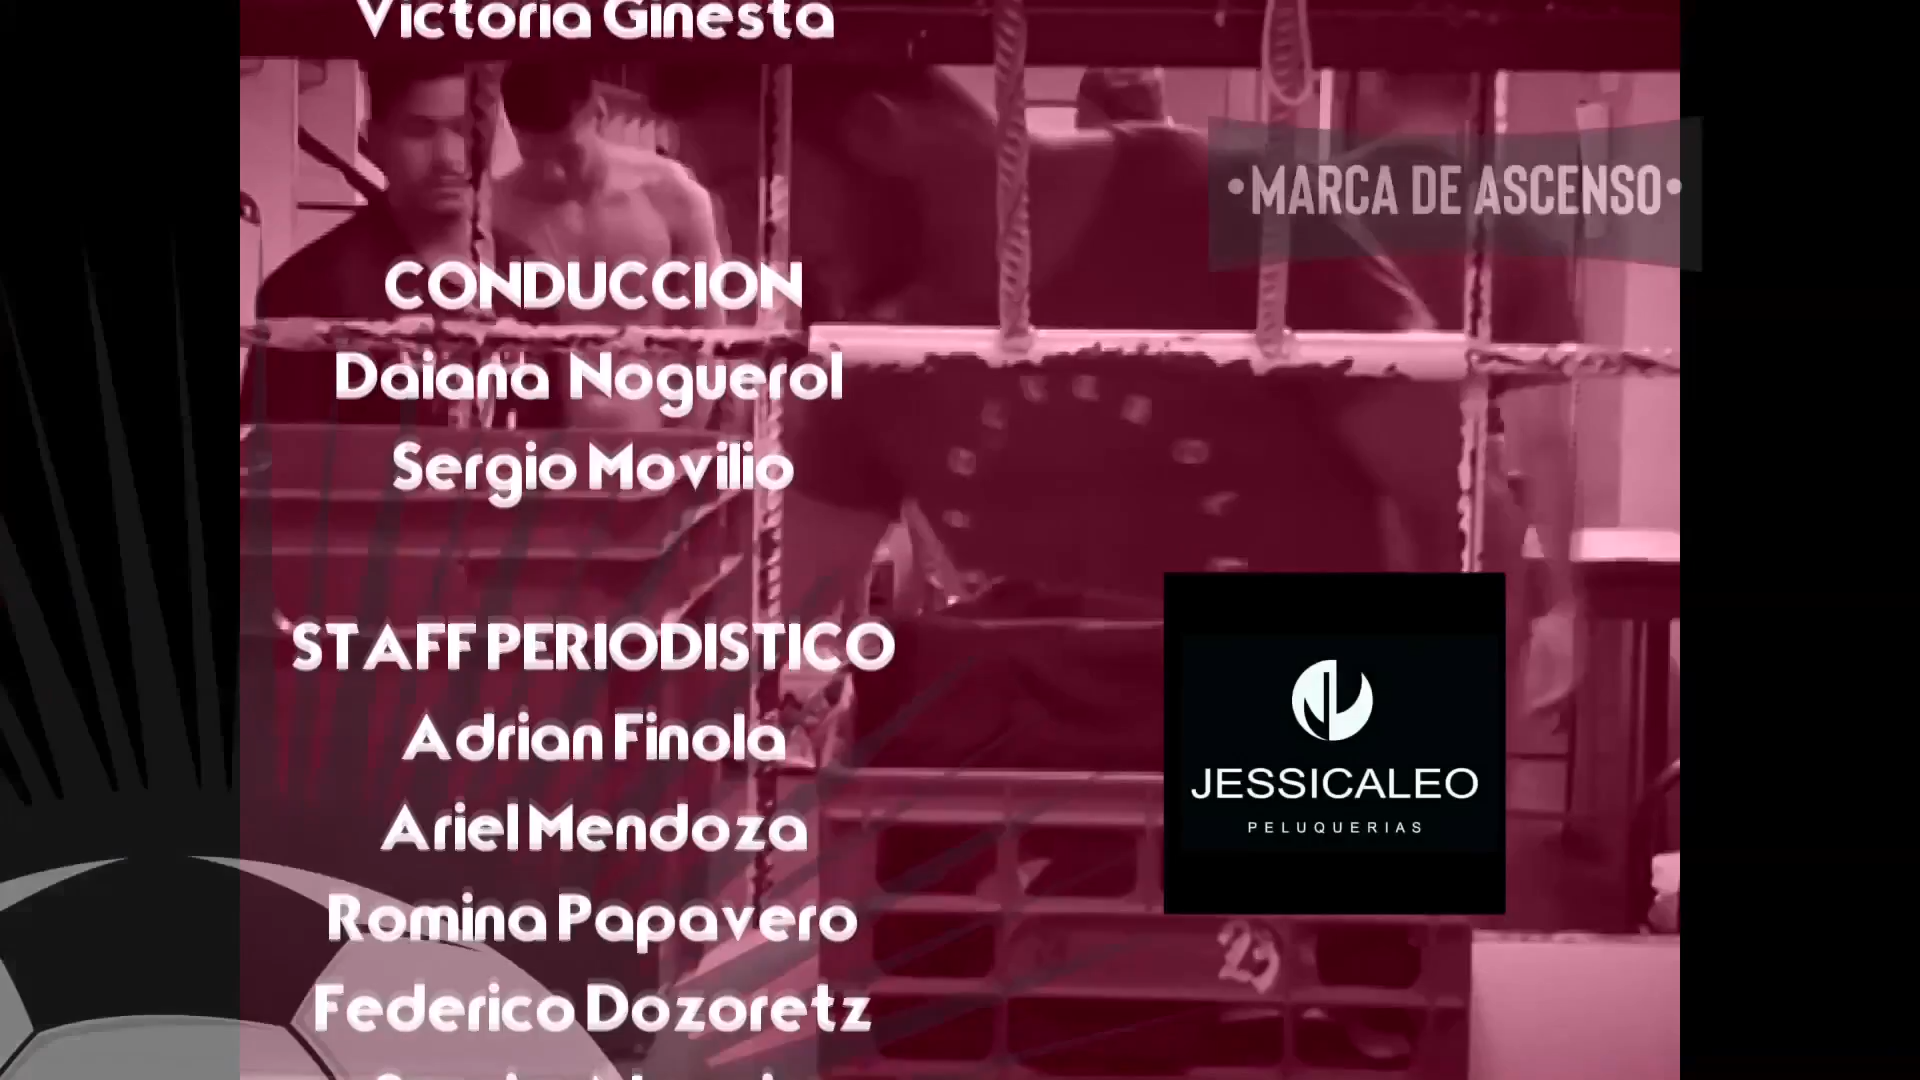 Victoria Ginesta
•MARCA DE ASCENSO•
CONDUCCION
Daiana Noguerol
Sergio Movilio
STAFF PERIODISTICO
Adrian Finola
Ariel Mendoza
Romina Papavero
Federico Dozoretz
JESSICALEO
PELUQUERIAS
23